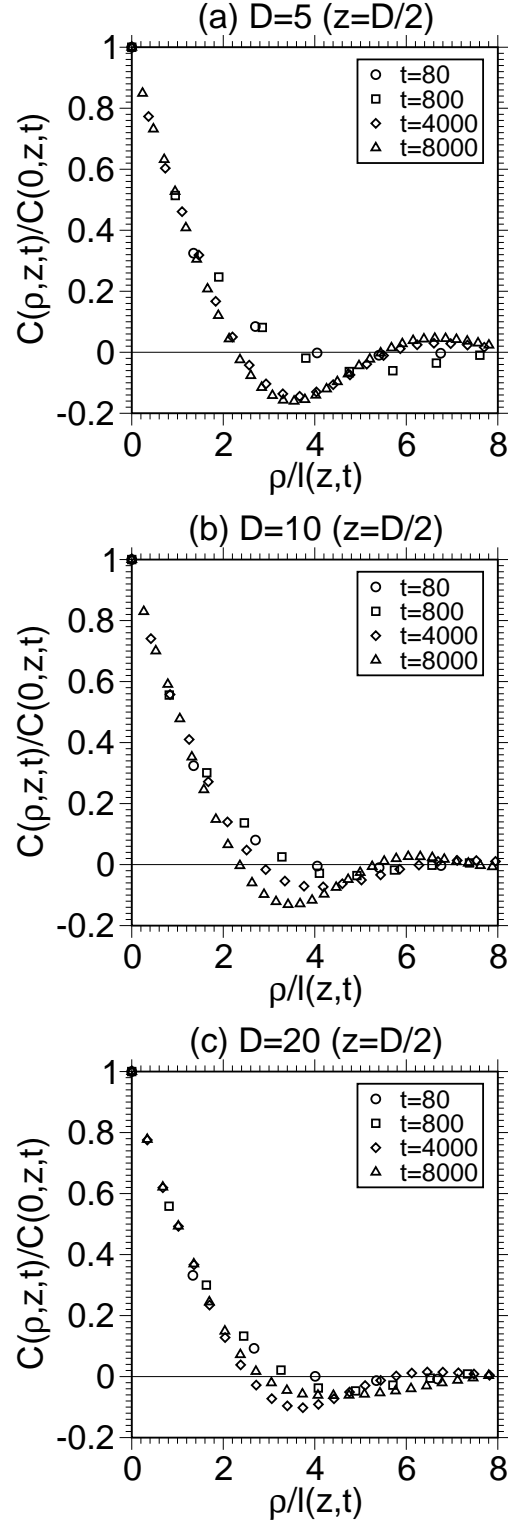 (a) D=5 (z=D/2)
1
0.8
0.6
0.4
0.2
0
-0.2
C(ρ,z,t)/C(0,z,t)
t=80
t=800
t=4000
t=8000
0 2 4 6 8
ρ/l(z,t)
(b) D=10 (z=D/2)
1
0.8
0.6
0.4
0.2
0
-0.2
C(ρ,z,t)/C(0,z,t)
t=80
t=800
t=4000
t=8000
0 2 4 6 8
ρ/l(z,t)
(c) D=20 (z=D/2)
1
0.8
0.6
0.4
0.2
0
-0.2
C(ρ,z,t)/C(0,z,t)
t=80
t=800
t=4000
t=8000
0 2 4 6 8
ρ/l(z,t)